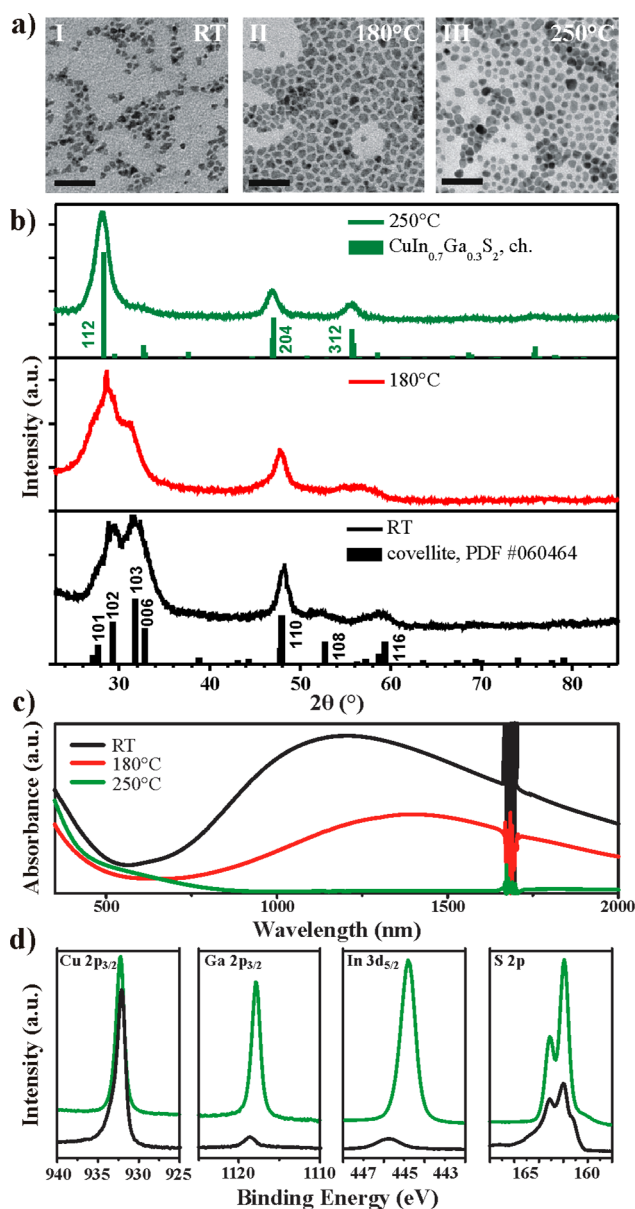 a)
I RT
II 180°C
III 250°C
b)
250°C
CuIn0.7Ga0.3S2, ch.
112
204
312
180°C
RT
covellite, PDF #060464
101
102
103
006
110
108
116
Intensity (a.u.)
30 40 50 60 70 80
2θ (°)
c)
RT
180°C
250°C
Absorbance (a.u.)
500 1000 1500 2000
Wavelength (nm)
d)
Cu 2p3/2
Ga 2p3/2
In 3d5/2
S 2p
Intensity (a.u.)
940 935 930 925
1120 1110
447 445 443
165 160
Binding Energy (eV)